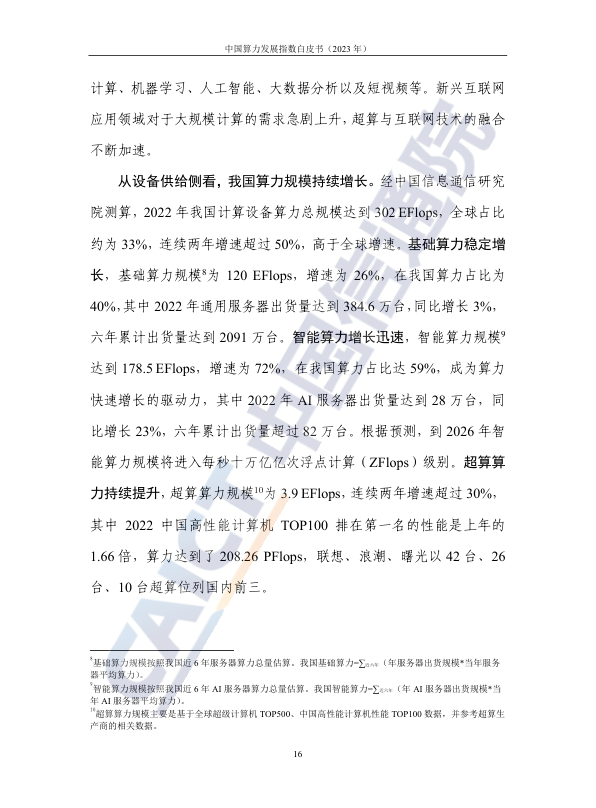 中国算力发展指数白皮书（2023 年）
计算、机器学习、人工智能、大数据分析以及短视频等。新兴互联网
应用领域对于大规模计算的需求急剧上升，超算与互联网技术的融合
不断加速。
从设备供给侧看，我国算力规模持续增长。经中国信息通信研究
院测算，2022 年我国计算设备算力总规模达到 302 EFlops，全球占比
约为 33%，连续两年增速超过 50%，高于全球增速。基础算力稳定增
长，基础算力规模⁸为 120 EFlops，增速为 26%，在我国算力占比为
40%，其中 2022 年通用服务器出货量达到 384.6 万台，同比增长 3%，
六年累计出货量达到 2091 万台。智能算力增长迅速，智能算力规模⁹
达到 178.5 EFlops，增速为 72%，在我国算力占比达 59%，成为算力
快速增长的驱动力，其中 2022 年 AI 服务器出货量达到 28 万台，同
比增长 23%，六年累计出货量超过 82 万台。根据预测，到 2026 年智
能算力规模将进入每秒十万亿亿次浮点计算（ZFlops）级别。超算算
力持续提升，超算算力规模¹⁰为 3.9 EFlops，连续两年增速超过 30%，
其中 2022 中国高性能计算机 TOP100 排在第一名的性能是上年的
1.66 倍，算力达到了 208.26 PFlops，联想、浪潮、曙光以 42 台、26
台、10 台超算位列国内前三。
⁸基础算力规模按照我国近 6 年服务器算力总量估算。我国基础算力=∑近六年（年服务器出货规模*当年服务
器平均算力）。
⁹智能算力规模按照我国近 6 年 AI 服务器算力总量估算。我国智能算力=∑近六年（年 AI 服务器出货规模*当
年 AI 服务器平均算力）。
¹⁰超算算力规模主要是基于全球超级计算机 TOP500、中国高性能计算机性能 TOP100 数据，并参考超算生
产商的相关数据。
16
CAICT 中国信通院